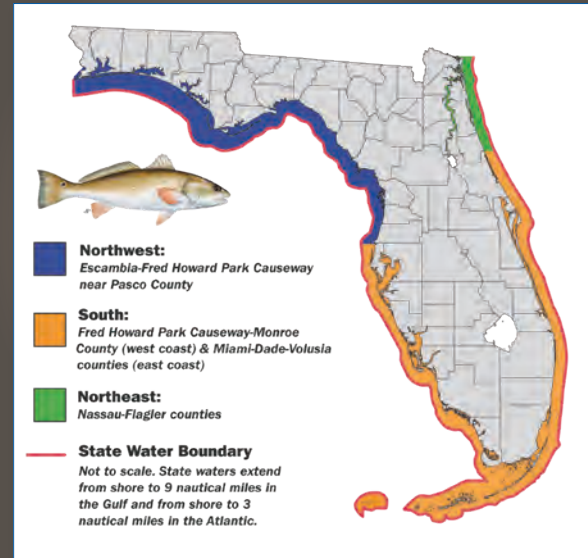 Northwest:
Escambia-Fred Howard Park Causeway
near Pasco County
South:
Fred Howard Park Causeway-Monroe
County (west coast) & Miami-Dade-Volusia
counties (east coast)
Northeast:
Nassau-Flagler counties
State Water Boundary
Not to scale. State waters extend
from shore to 9 nautical miles in
the Gulf and from shore to 3
nautical miles in the Atlantic.